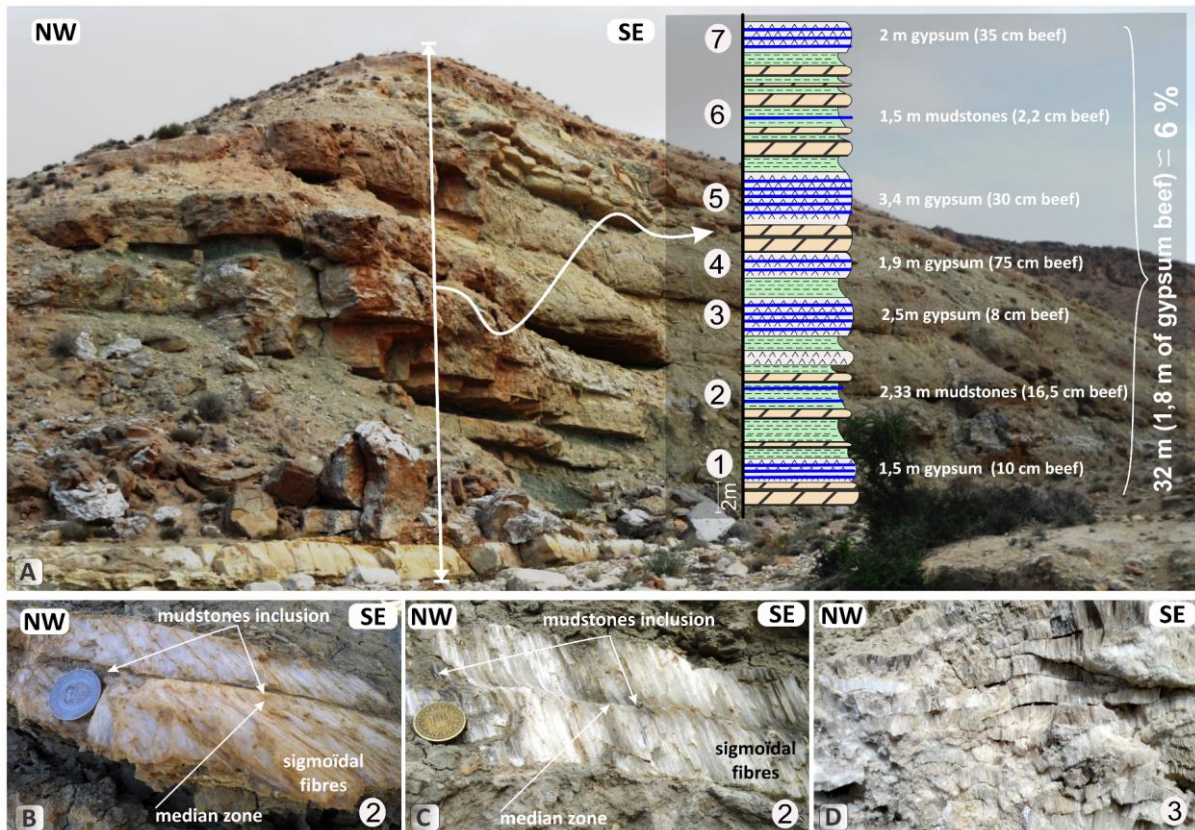 NW
SE
7
2 m gypsum (35 cm beef)
6
1,5 m mudstones (2,2 cm beef)
5
3,4 m gypsum (30 cm beef)
4
1,9 m gypsum (75 cm beef)
3
2,5m gypsum (8 cm beef)
2
2,33 m mudstones (16,5 cm beef)
1
1,5 m gypsum (10 cm beef)
2m
32 m (1,8 m of gypsum beef) ≃ 6 %
A
NW
SE
mudstones inclusion
sigmoïdal
fibres
median zone
B
2
NW
SE
mudstones inclusion
sigmoïdal
fibres
median zone
C
2
NW
SE
D
3